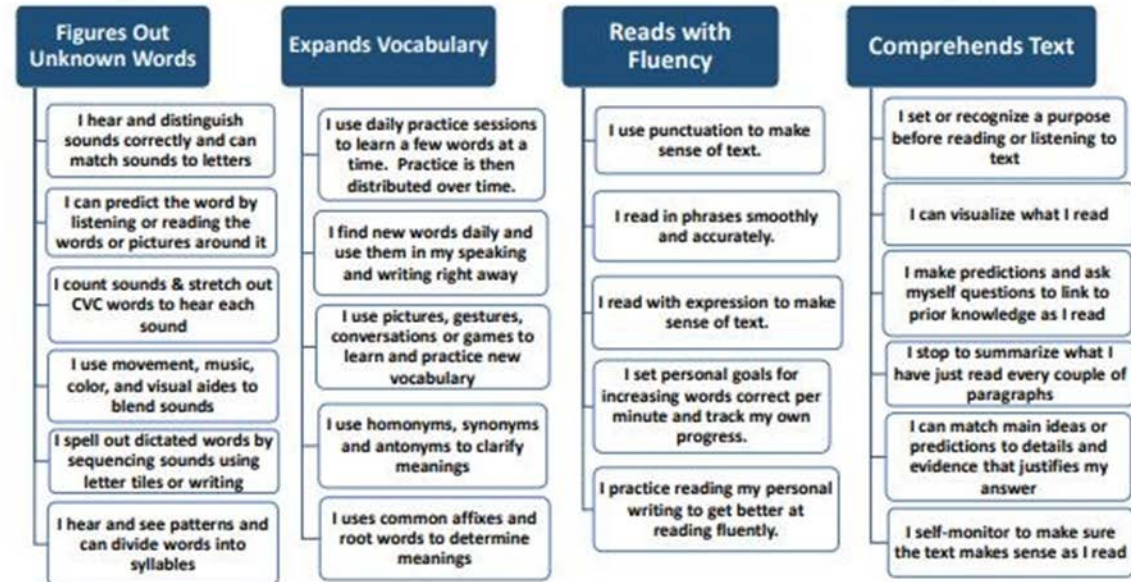 Figures Out
Unknown Words
I hear and distinguish
sounds correctly and can
match sounds to letters
I can predict the word by
listening or reading the
words or pictures around it
I count sounds & stretch out
CVC words to hear each
sound
I use movement, music,
color, and visual aides to
blend sounds
I spell out dictated words by
sequencing sounds using
letter tiles or writing
I hear and see patterns and
can divide words into
syllables
Expands Vocabulary
I use daily practice sessions
to learn a few words at a
time. Practice is then
distributed over time.
I find new words daily and
use them in my speaking
and writing right away
I use pictures, gestures,
conversations or games to
learn and practice new
vocabulary
I use homonyms, synonyms
and antonyms to clarify
meanings
I uses common affixes and
root words to determine
meanings
Reads with
Fluency
I use punctuation to make
sense of text.
I read in phrases smoothly
and accurately.
I read with expression to make
sense of text.
I set personal goals for
increasing words correct per
minute and track my own
progress.
I practice reading my personal
writing to get better at
reading fluently.
Comprehends Text
I set or recognize a purpose
before reading or listening to
text
I can visualize what I read
I make predictions and ask
myself questions to link to
prior knowledge as I read
I stop to summarize what I
have just read every couple of
paragraphs
I can match main ideas or
predictions to details and
evidence that justifies my
answer
I self-monitor to make sure
the text makes sense as I read